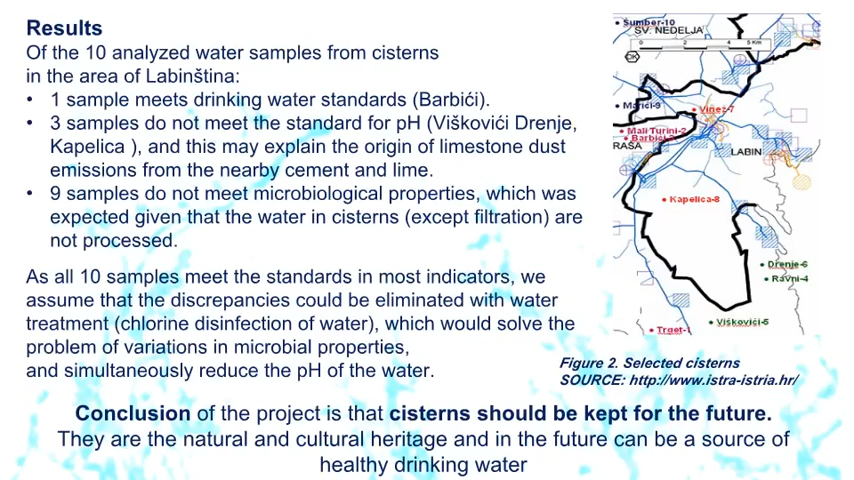 Results
Of the 10 analyzed water samples from cisterns
in the area of Labinština:
• 1 sample meets drinking water standards (Barbići).
• 3 samples do not meet the standard for pH (Viškovići Drenje,
Kapelica ), and this may explain the origin of limestone dust
emissions from the nearby cement and lime.
• 9 samples do not meet microbiological properties, which was
expected given that the water in cisterns (except filtration) are
not processed.
As all 10 samples meet the standards in most indicators, we
assume that the discrepancies could be eliminated with water
treatment (chlorine disinfection of water), which would solve the
problem of variations in microbial properties,
and simultaneously reduce the pH of the water.
Sumber-10
SV. NEDELJA
0 2 4 5 Km
Marići-9
Vinež-7
Mali Turini-2
Barbići
RAŠA
LABIN
Kapelica-8
Drenje-6
Ravni-4
Viškovići-5
Trget-1
Figure 2. Selected cisterns
SOURCE: http://www.istra-istria.hr/
Conclusion of the project is that cisterns should be kept for the future.
They are the natural and cultural heritage and in the future can be a source of
healthy drinking water